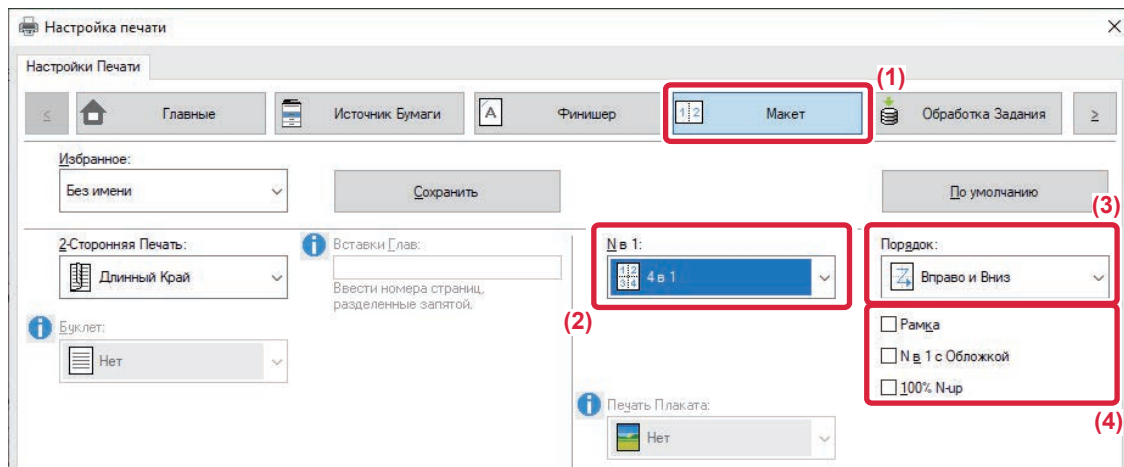 Настройка печати
Настройки Печати
(1)
< Главные Источник Бумаги Финишер Макет Обработка Задания >
Избранное:
Без имени Сохранить По умолчанию
(3)
2-Сторонняя Печать: Вставки Глав: N в 1: Порядок:
Длинный Край 4 в 1 Вправо и Вниз
Ввести номера страниц,
разделенные запятой.
(2)
Буклет: Рамка
Нет N в 1 с Обложкой
100% N-up
Печать Плаката:
(4)
Нет